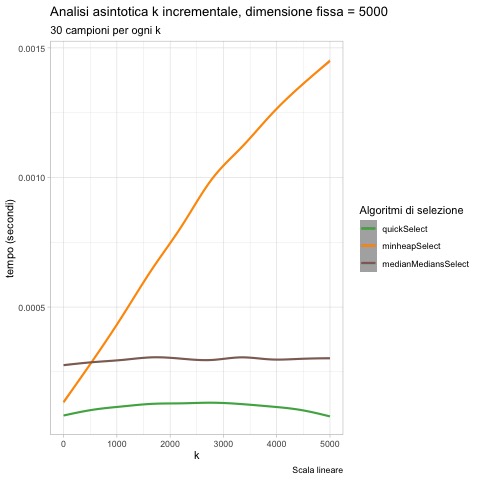 Analisi asintotica k incrementale, dimensione fissa = 5000
30 campioni per ogni k
0.0015
0.0010
0.0005
tempo (secondi)
0 1000 2000 3000 4000 5000
k
Scala lineare
Algoritmi di selezione
quickSelect
minheapSelect
medianMediansSelect